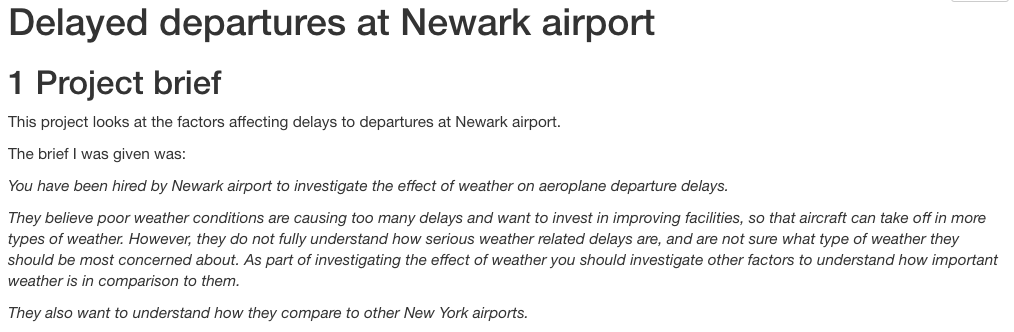 Delayed departures at Newark airport
1 Project brief
This project looks at the factors affecting delays to departures at Newark airport.
The brief I was given was:
You have been hired by Newark airport to investigate the effect of weather on aeroplane departure delays.
They believe poor weather conditions are causing too many delays and want to invest in improving facilities, so that aircraft can take off in more
types of weather. However, they do not fully understand how serious weather related delays are, and are not sure what type of weather they
should be most concerned about. As part of investigating the effect of weather you should investigate other factors to understand how important
weather is in comparison to them.
They also want to understand how they compare to other New York airports.